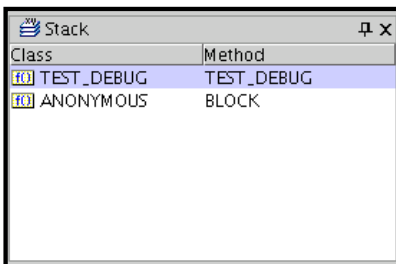 Stack
Class Method
f() TEST_DEBUG TEST_DEBUG
f() ANONYMOUS BLOCK